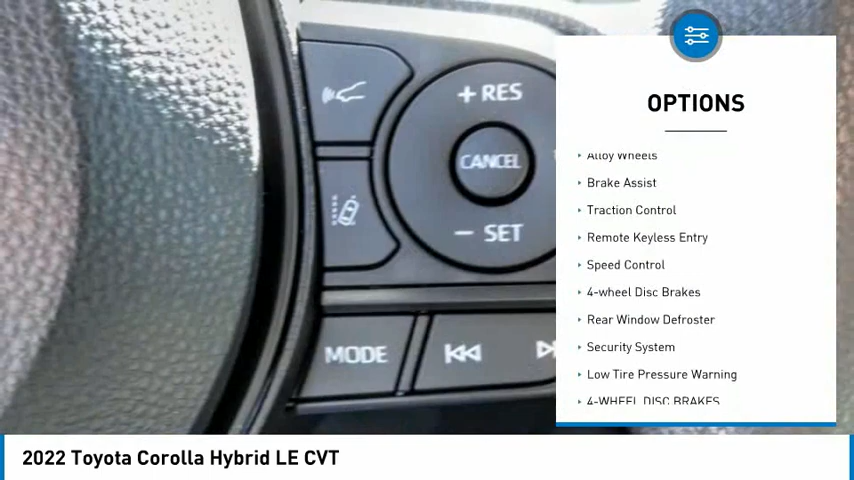 + RES
CANCEL
- SET
MODE
OPTIONS
Alloy Wheels
Brake Assist
Traction Control
Remote Keyless Entry
Speed Control
4-wheel Disc Brakes
Rear Window Defroster
Security System
Low Tire Pressure Warning
4-WHEEL DISC BRAKES
2022 Toyota Corolla Hybrid LE CVT